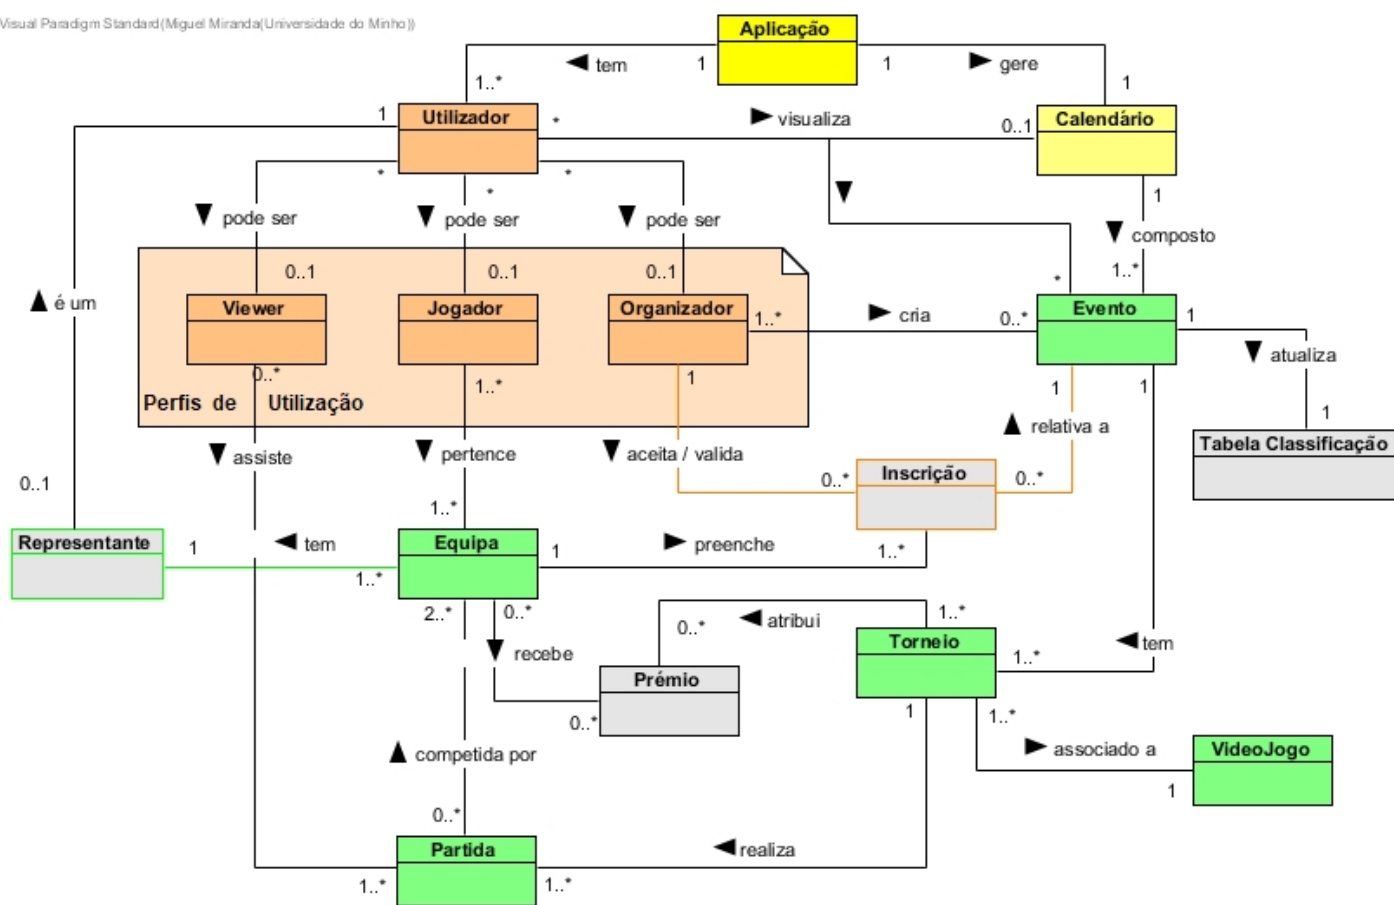 Visual Paradigm Standard(Miguel Miranda(Universidade do Minho))
Aplicação
tem
1
1
gere
1..*
1
1
Utilizador
*
visualiza
0..1
Calendário
*
*
*
1
pode ser
pode ser
pode ser
composto
0..1
0..1
0..1
*
1..*
é um
Viewer
Jogador
Organizador
1..*
cria
0..*
Evento
1
atualiza
0..*
1..*
1
1
1
Perfis de Utilização
1
relativa a
Tabela Classificação
assiste
pertence
aceita / valida
0..*
Inscrição
0..*
0..1
1..*
Representante
1
tem
1..*
Equipa
1
preenche
1..*
2..*
0..*
0..*
atribui
1..*
Torneio
1..*
tem
recebe
Prémio
0..*
1
1..*
competida por
associado a
VideoJogo
1
0..*
Partida
realiza
1..*
1..*